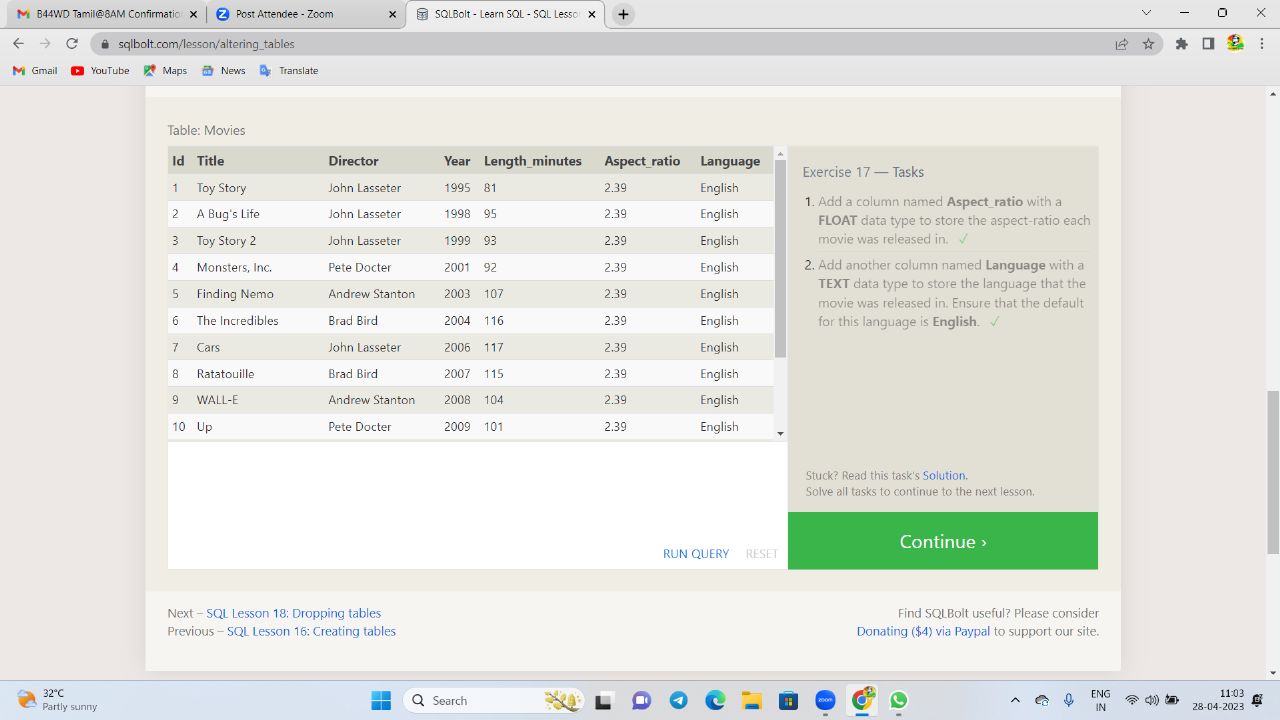 B44WD Tamil@8AM Confirmation
Post Attendee - Zoom
SQLBolt - Learn SQL - SQL Lesso
sqlbolt.com/lesson/altering_tables
Gmail YouTube Maps News Translate
Table: Movies
Id Title Director Year Length_minutes Aspect_ratio Language
1 Toy Story John Lasseter 1995 81 2.39 English
2 A Bug's Life John Lasseter 1998 95 2.39 English
3 Toy Story 2 John Lasseter 1999 93 2.39 English
4 Monsters, Inc. Pete Docter 2001 92 2.39 English
5 Finding Nemo Andrew Stanton 2003 107 2.39 English
6 The Incredibles Brad Bird 2004 116 2.39 English
7 Cars John Lasseter 2006 117 2.39 English
8 Ratatouille Brad Bird 2007 115 2.39 English
9 WALL-E Andrew Stanton 2008 104 2.39 English
10 Up Pete Docter 2009 101 2.39 English
RUN QUERY RESET
Exercise 17 — Tasks
1. Add a column named Aspect_ratio with a
FLOAT data type to store the aspect-ratio each
movie was released in. ✓
2. Add another column named Language with a
TEXT data type to store the language that the
movie was released in. Ensure that the default
for this language is English. ✓
Stuck? Read this task's Solution.
Solve all tasks to continue to the next lesson.
Continue ›
Next – SQL Lesson 18: Dropping tables
Previous – SQL Lesson 16: Creating tables
Find SQLBolt useful? Please consider
Donating ($4) via Paypal to support our site.
32°C
Partly sunny
Search
zoom
ENG
IN
11:03
28-04-2023